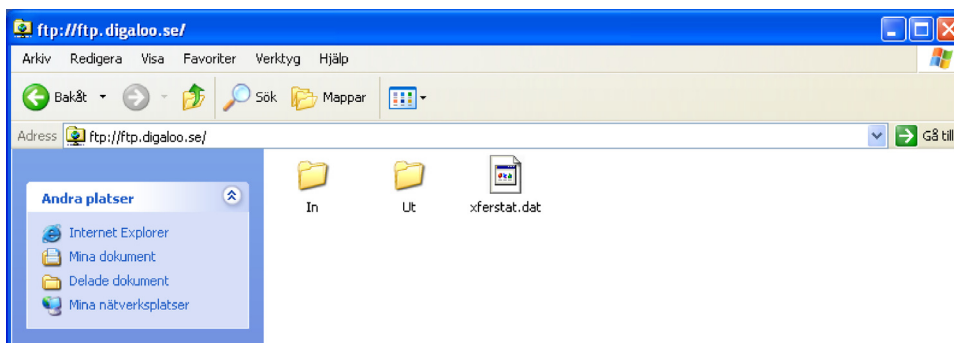 ftp://ftp.digaloo.se/
Arkiv Redigera Visa Favoriter Verktyg Hjälp
Bakåt Sök Mappar
Adress ftp://ftp.digaloo.se/ Gå till
Andra platser
Internet Explorer
Mina dokument
Delade dokument
Mina nätverksplatser
In Ut xferstat.dat